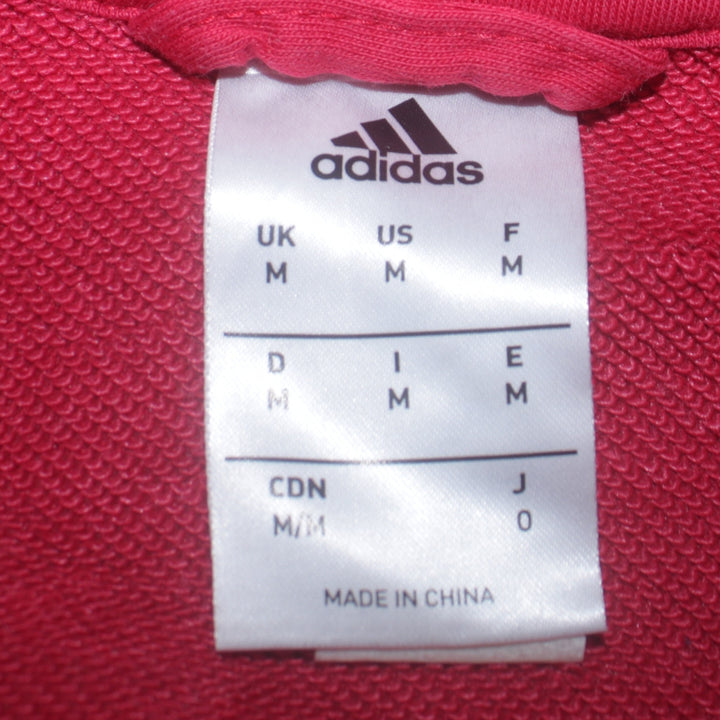 adidas
UK US F
M M M
D I E
M M M
CDN J
M/M O
MADE IN CHINA